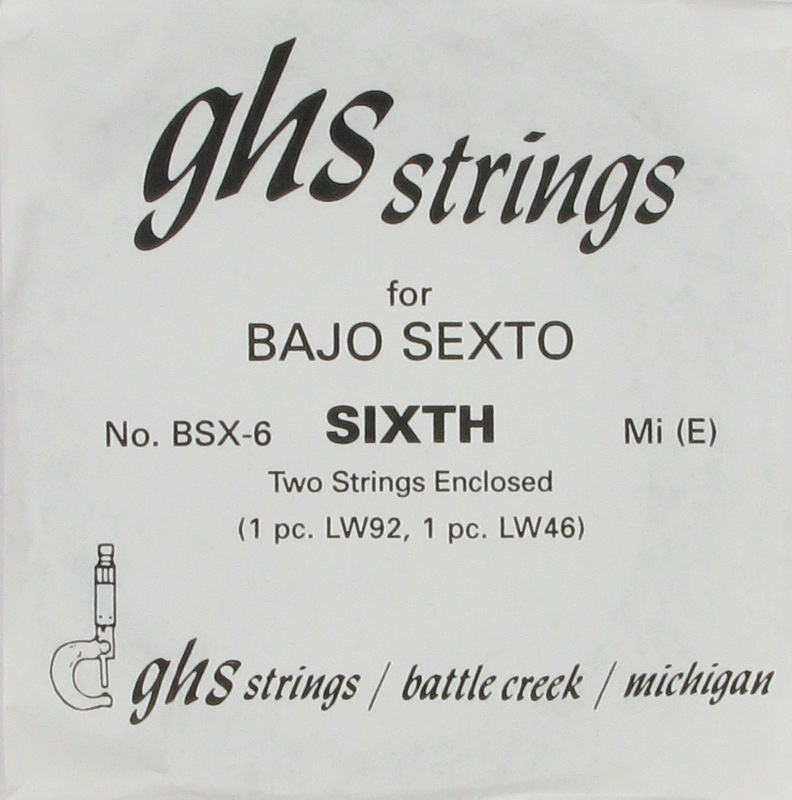 ghs strings
for
BAJO SEXTO
No. BSX-6 SIXTH Mi (E)
Two Strings Enclosed
(1 pc. LW92, 1 pc. LW46)
ghs strings / battle creek / michigan